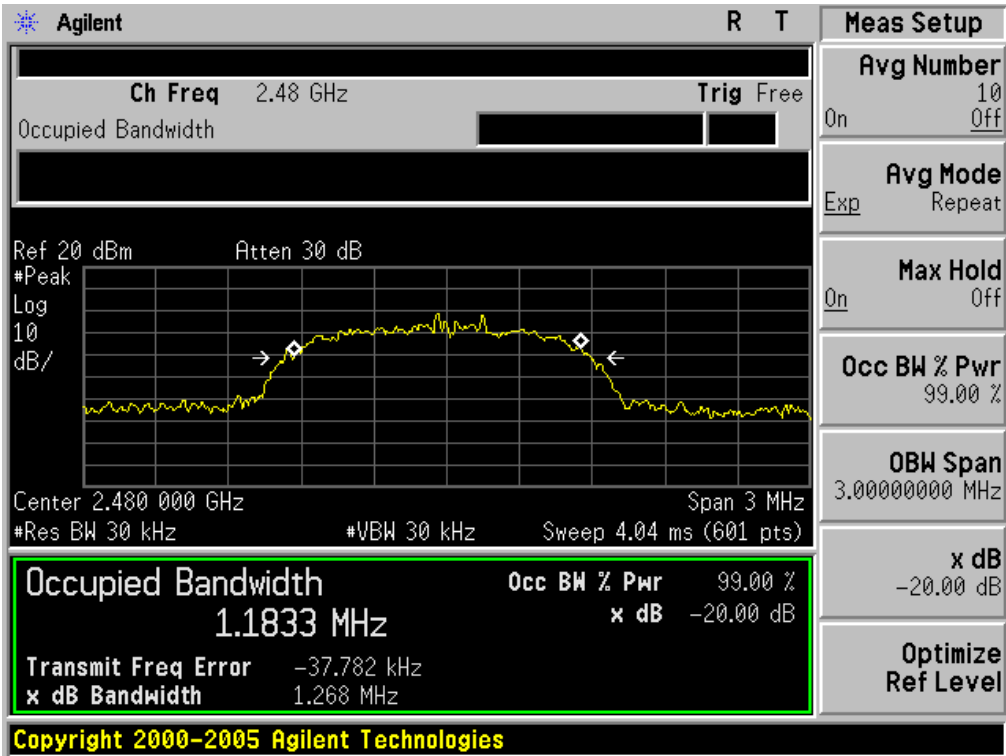 Agilent R T
Ch Freq 2.48 GHz Trig Free
Occupied Bandwidth
Ref 20 dBm Atten 30 dB
#Peak
Log
10
dB/
Center 2.480 000 GHz Span 3 MHz
#Res BW 30 kHz #VBW 30 kHz Sweep 4.04 ms (601 pts)
Occupied Bandwidth Occ BW % Pwr 99.00 %
1.1833 MHz x dB -20.00 dB
Transmit Freq Error -37.782 kHz
x dB Bandwidth 1.268 MHz
Copyright 2000-2005 Agilent Technologies
Meas Setup
Avg Number
10
On Off
Avg Mode
Exp Repeat
Max Hold
On Off
Occ BW % Pwr
99.00 %
OBW Span
3.00000000 MHz
x dB
-20.00 dB
Optimize
Ref Level